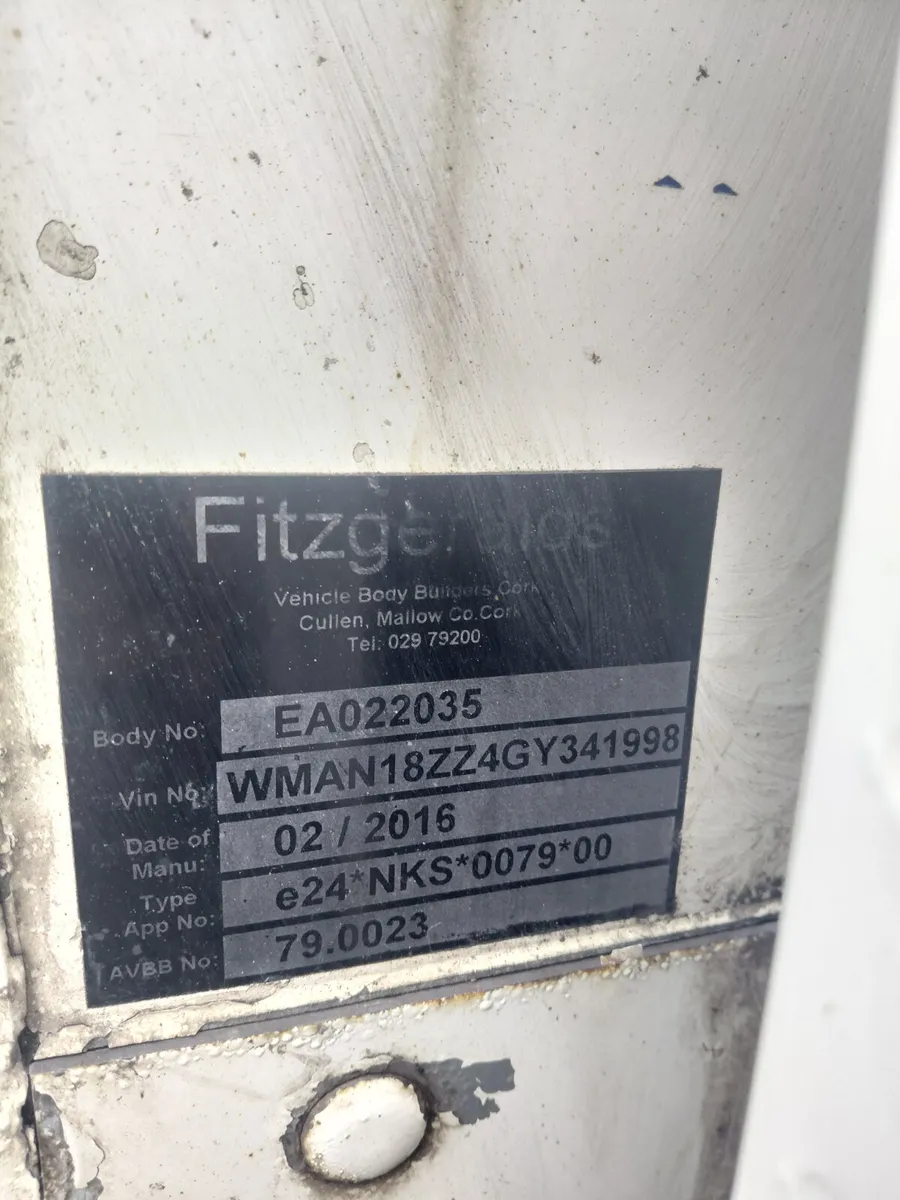 Fitzgeralds
Vehicle Body Builders Cork
Cullen, Mallow Co.Cork
Tel: 029 79200
Body No: EA022035
Vin No: WMAN18ZZ4GY341998
Date of Manu: 02 / 2016
Type App No: e24*NKS*0079*00
AVBB No: 79.0023